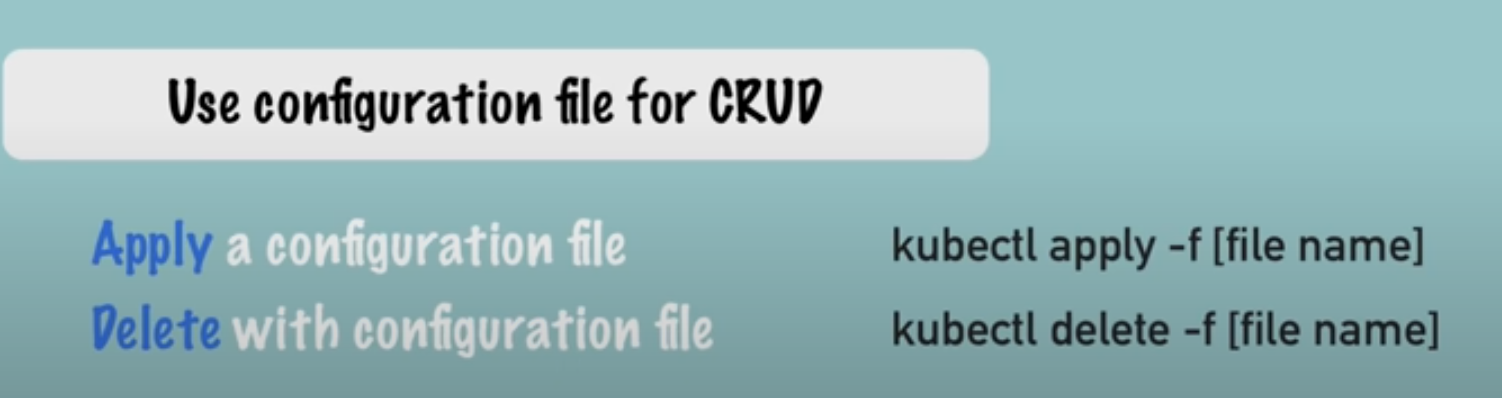 Use configuration file for CRUD
Apply a configuration file kubectl apply -f [file name]
Delete with configuration file kubectl delete -f [file name]